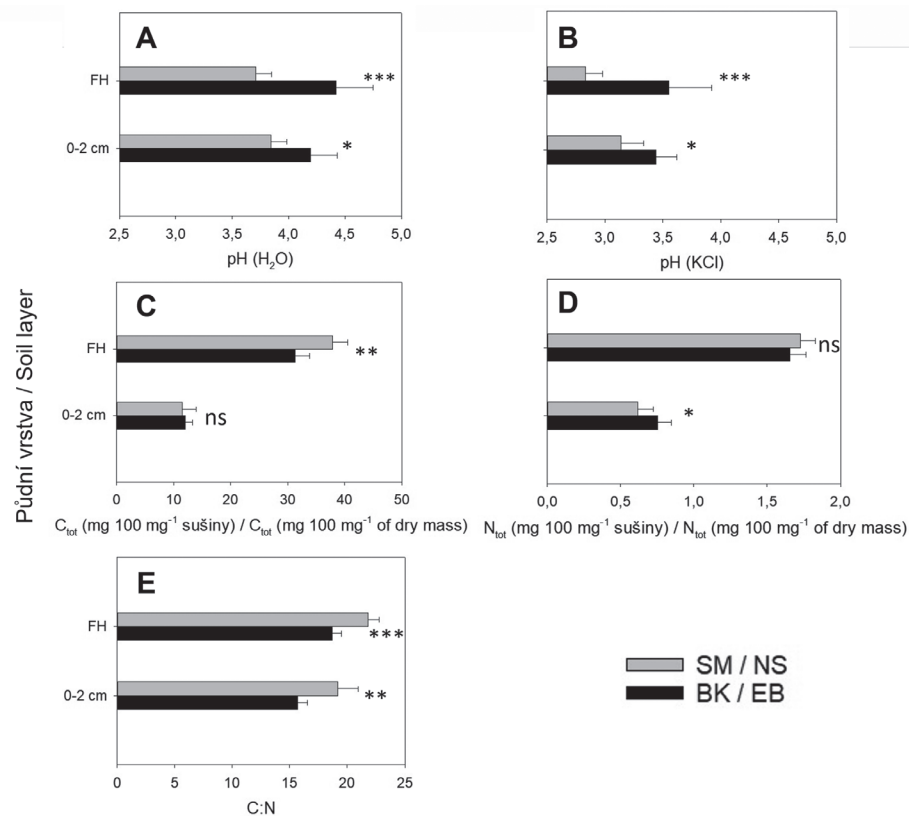 A
FH
***
0-2 cm
*
2,5 3,0 3,5 4,0 4,5 5,0
pH (H₂O)
B
***
*
2,5 3,0 3,5 4,0 4,5 5,0
pH (KCl)
Půdní vrstva / Soil layer
C
FH
**
0-2 cm
ns
0 10 20 30 40 50
C_tot (mg 100 mg⁻¹ sušiny) / C_tot (mg 100 mg⁻¹ of dry mass)
D
ns
*
0,0 0,5 1,0 1,5 2,0
N_tot (mg 100 mg⁻¹ sušiny) / N_tot (mg 100 mg⁻¹ of dry mass)
E
FH
***
0-2 cm
**
0 5 10 15 20 25
C:N
SM / NS
BK / EB